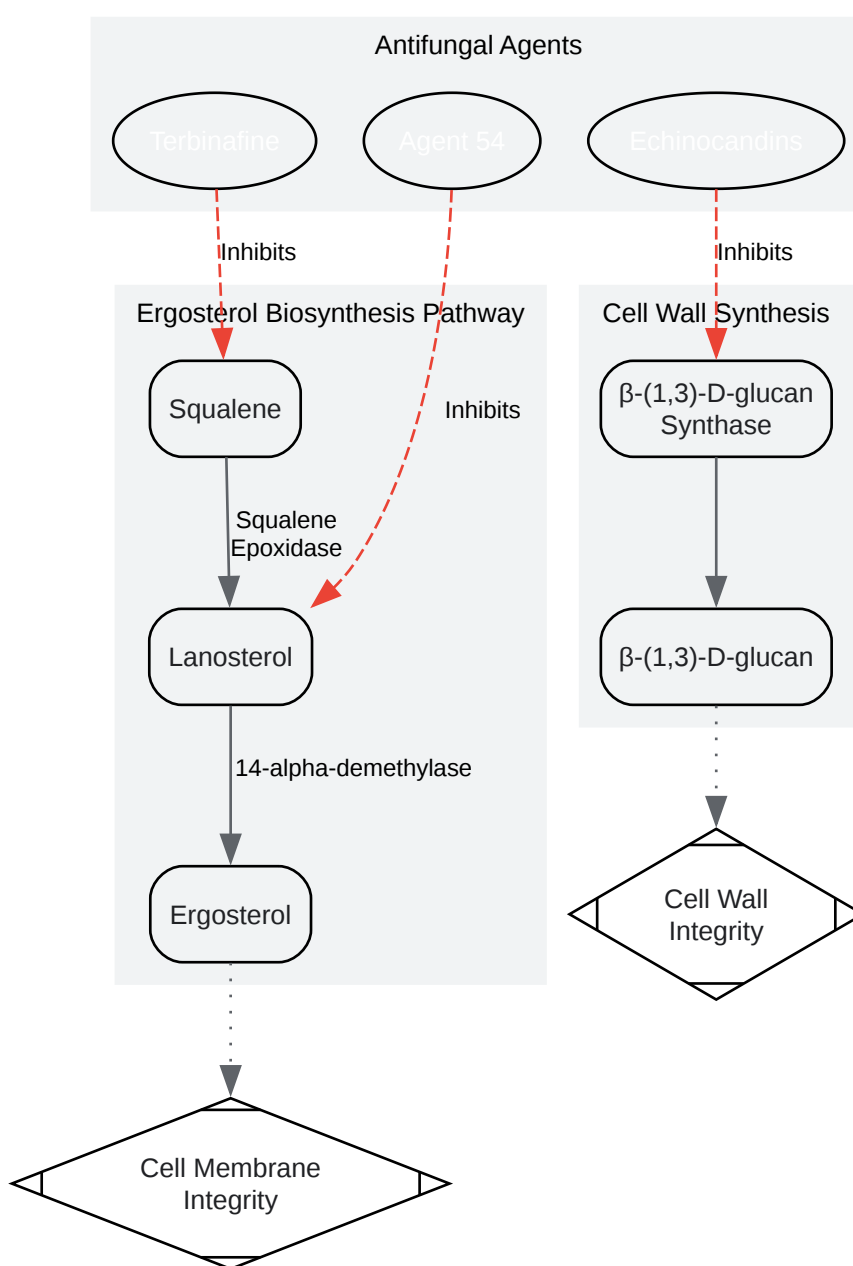 Antifungal Agents
Terbinafine
Agent 54
Echinocandins
Inhibits
Inhibits
Ergosterol Biosynthesis Pathway
Cell Wall Synthesis
Squalene
Inhibits
β-(1,3)-D-glucan
Synthase
Squalene
Epoxidase
Lanosterol
β-(1,3)-D-glucan
14-alpha-demethylase
Ergosterol
Cell Wall
Integrity
Cell Membrane
Integrity